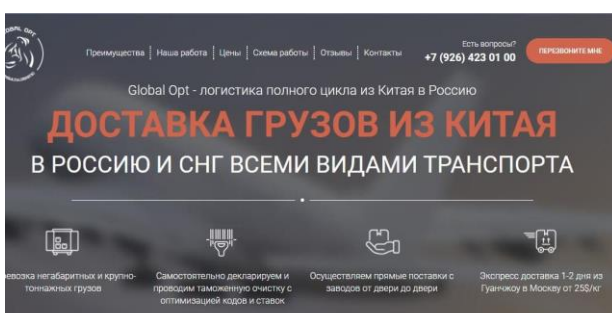 GLOBAL OPT
Преимущества | Наша работа | Цены | Схема работы | Отзывы | Контакты
Есть вопросы?
+7 (926) 423 01 00
ПЕРЕЗВОНИТЕ МНЕ
Global Opt - логистика полного цикла из Китая в Россию
ДОСТАВКА ГРУЗОВ ИЗ КИТАЯ
В РОССИЮ И СНГ ВСЕМИ ВИДАМИ ТРАНСПОРТА
ревозка негабаритных и крупно-
тоннажных грузов
Самостоятельно декларируем и
проводим таможенную очистку с
оптимизацией кодов и ставок
Осуществляем прямые поставки с
заводов от двери до двери
Экспресс доставка 1-2 дня из
Гуанчжоу в Москву от 25$/кг